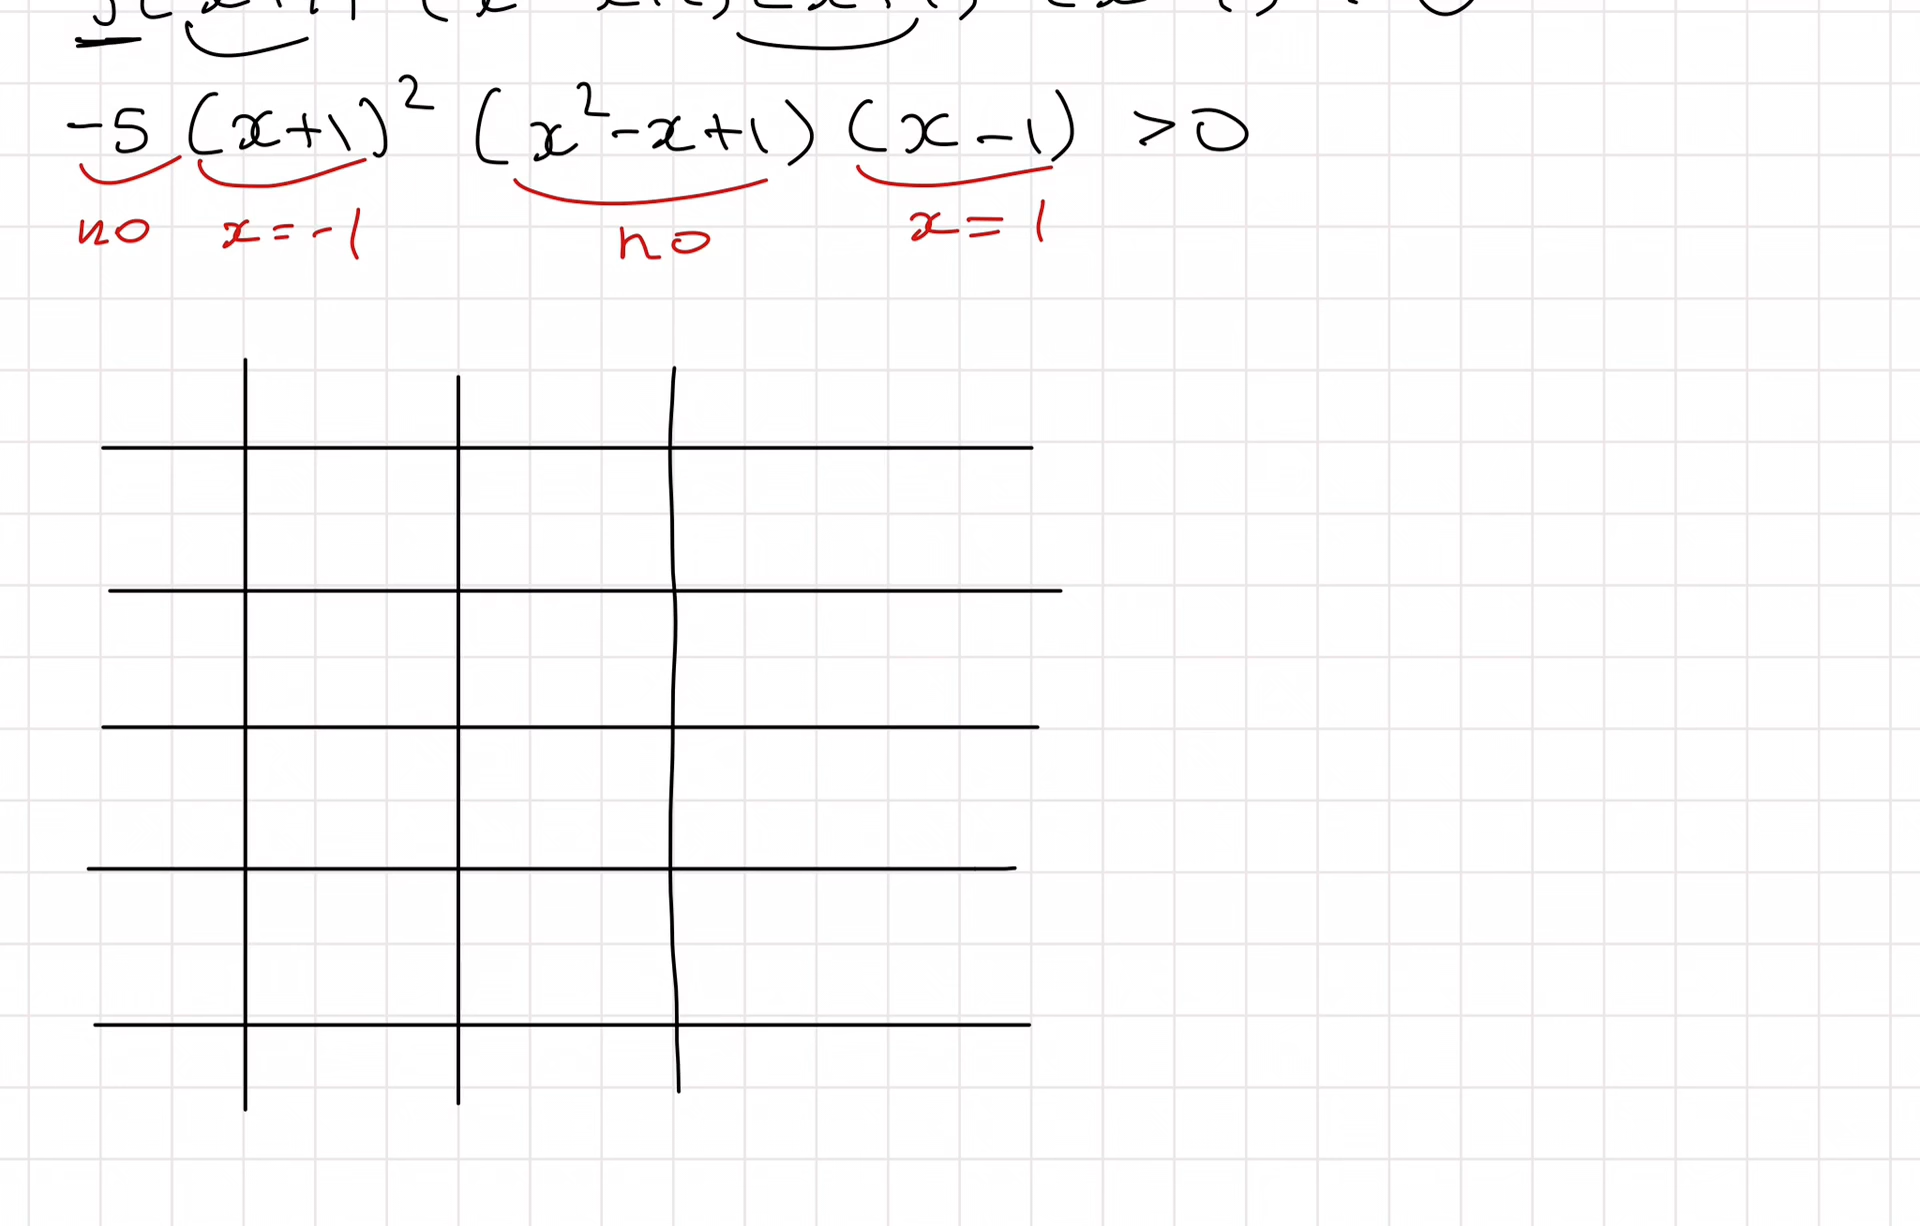 -5 (x+1)² (x²-x+1) (x-1) >0
no x=-1 no x=1